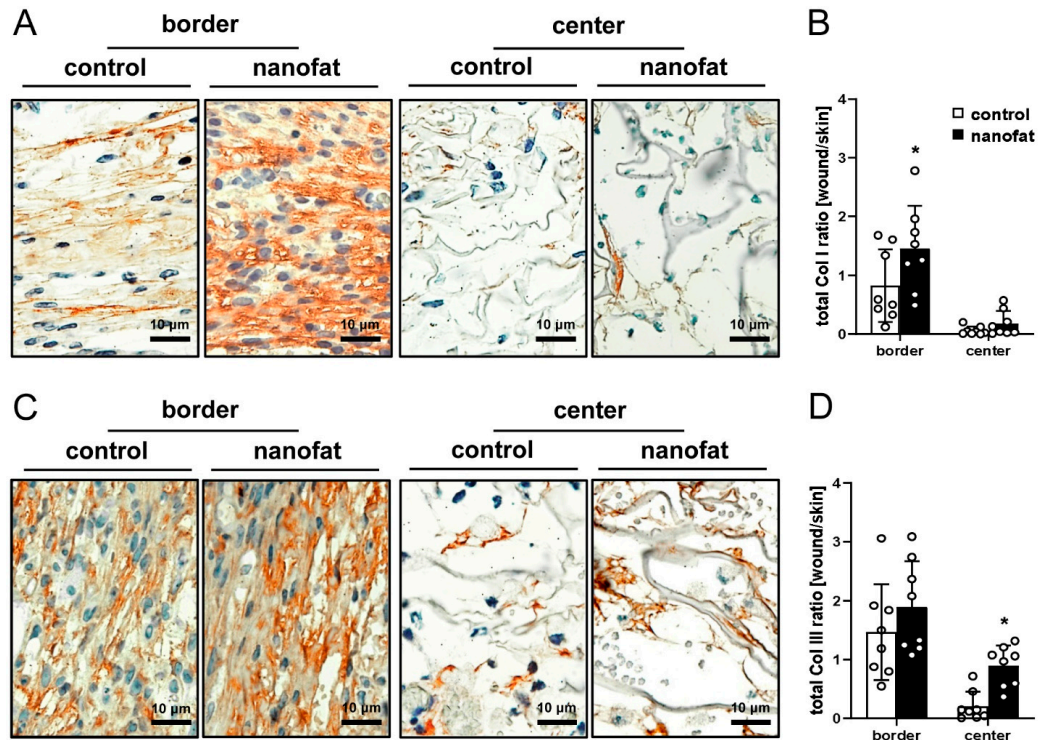 A
border
center
control
nanofat
control
nanofat
10 µm
10 µm
10 µm
10 µm
B
total Col I ratio [wound/skin]
4
3
2
1
0
control
nanofat
*
border
center
C
border
center
control
nanofat
control
nanofat
10 µm
10 µm
10 µm
10 µm
D
total Col III ratio [wound/skin]
4
3
2
1
0
*
border
center